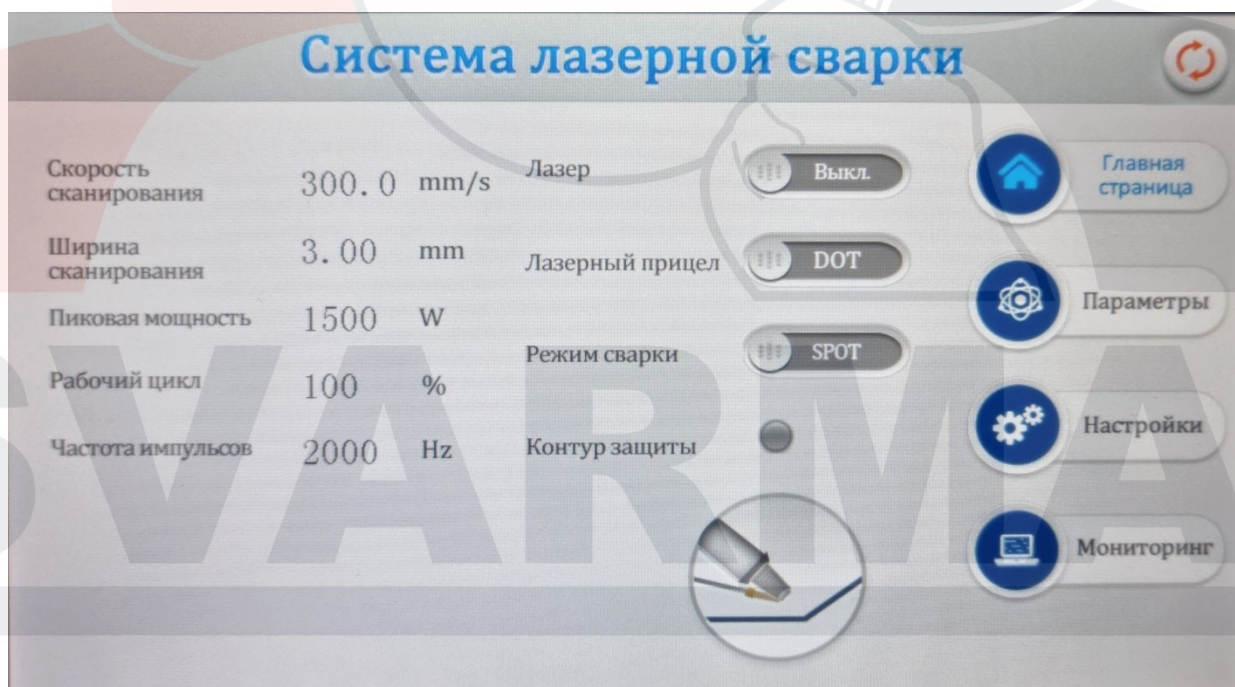 Система лазерной сварки
Скорость
сканирования
300.0 mm/s
Ширина
сканирования
3.00 mm
Пиковая мощность
1500 W
Рабочий цикл
100 %
Частота импульсов
2000 Hz
Лазер
Выкл.
Лазерный прицел
DOT
Режим сварки
SPOT
Контур защиты
Главная
страница
Параметры
Настройки
Мониторинг
SVARMA